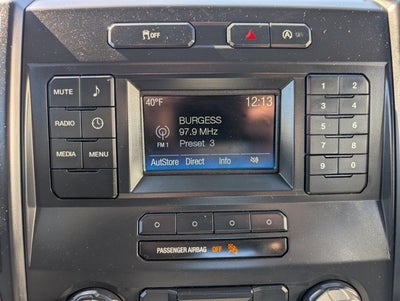 OFF
MUTE
RADIO
MEDIA MENU
40°F 12:13
BURGESS
97.9 MHz
FM 1 Preset 3
AutStore Direct Info
1 2
3 4
5 6
7 8
9 0
PASSENGER AIRBAG OFF